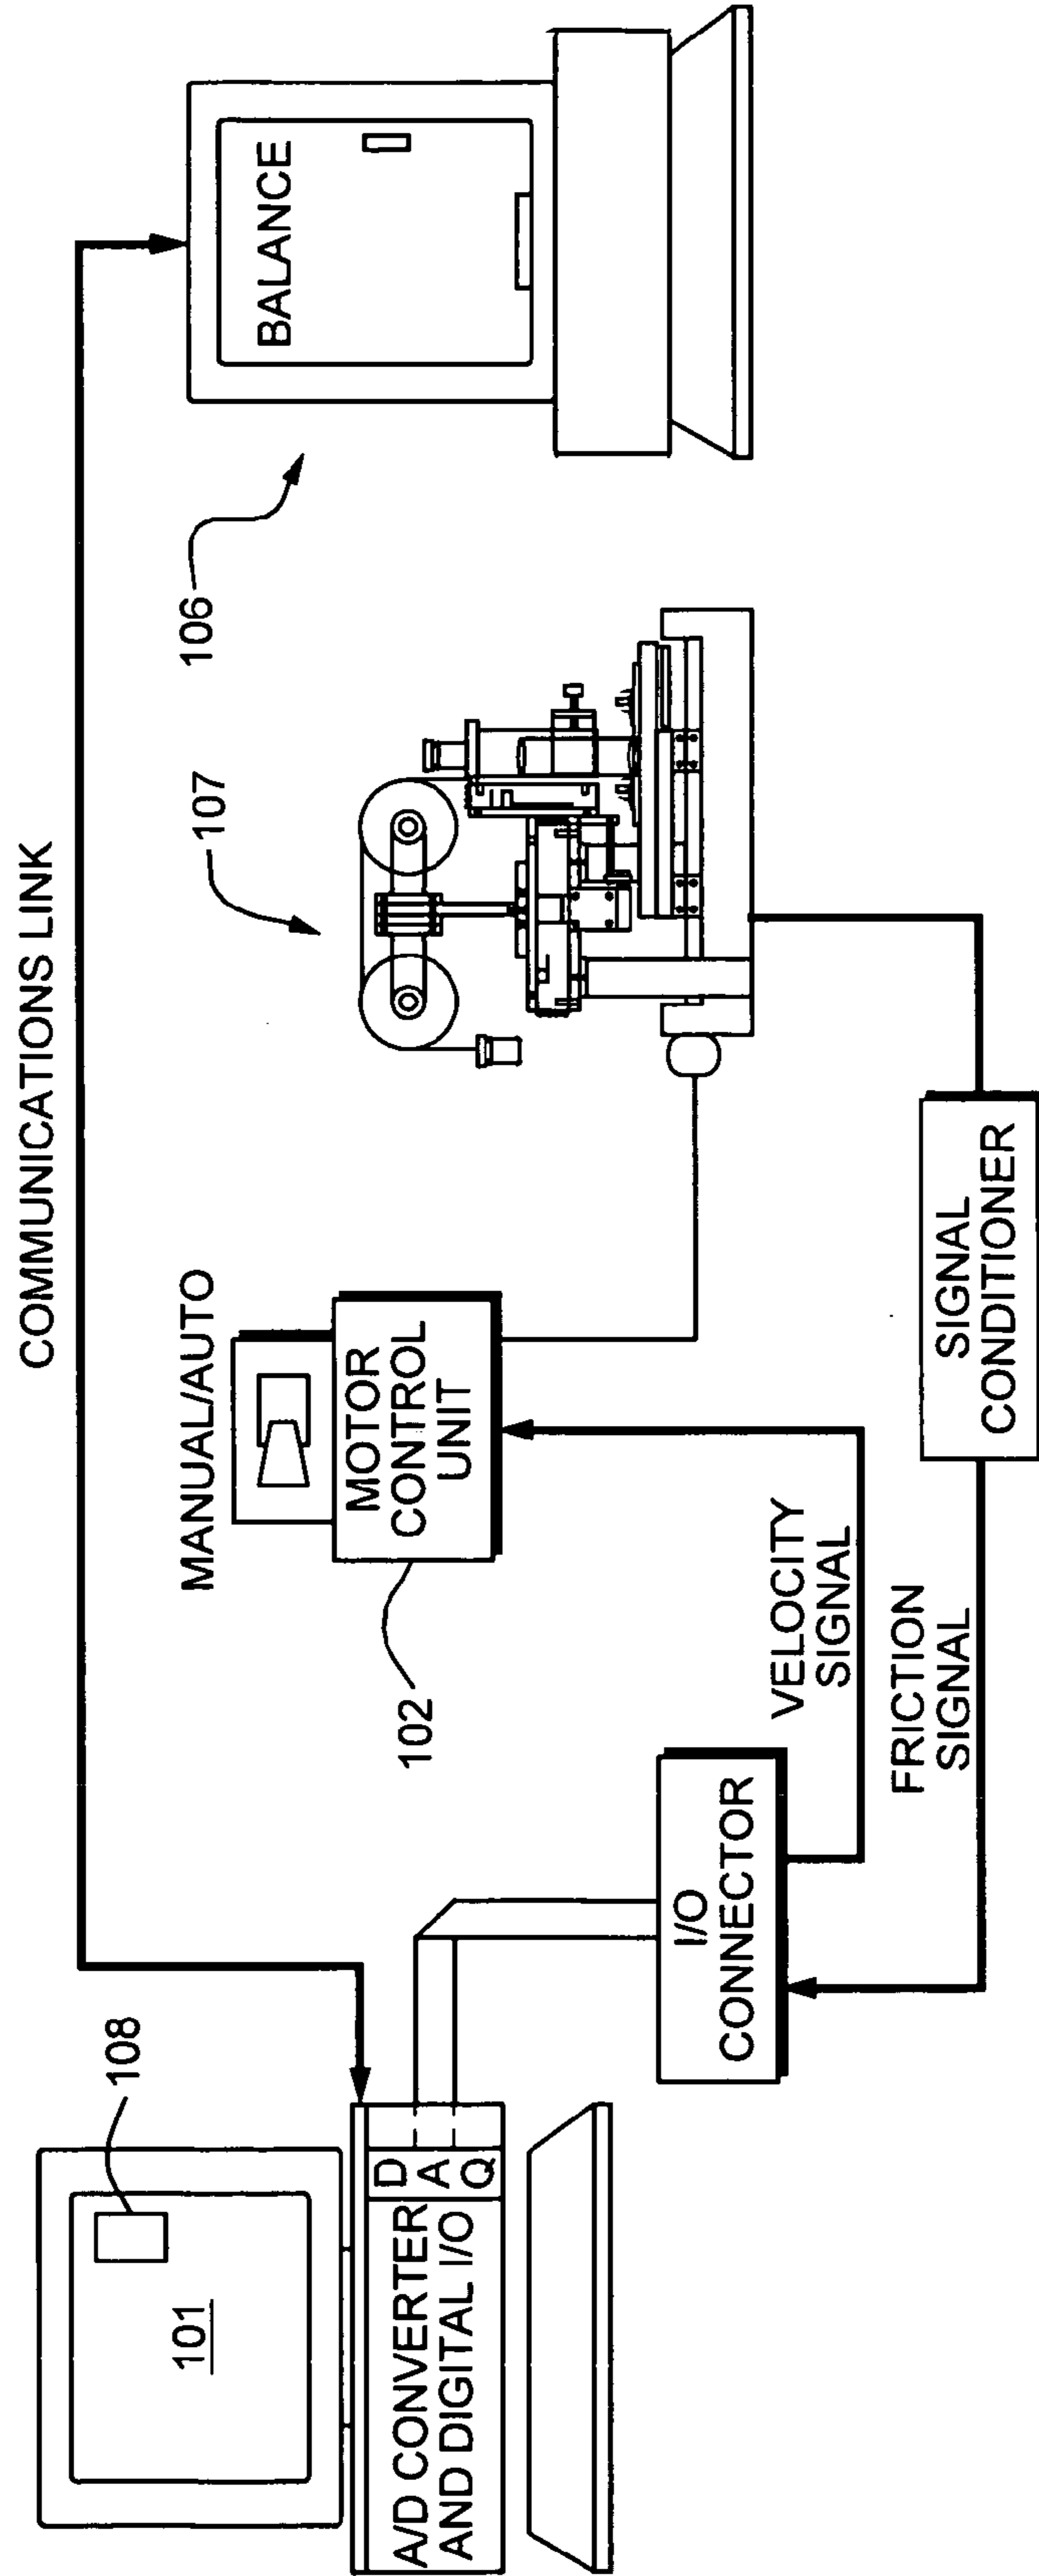 COMMUNICATIONS LINK
108
101
A/D CONVERTER
AND DIGITAL I/O
D
A
Q
MANUAL/AUTO
MOTOR
CONTROL
UNIT
102
107
106
BALANCE
I/O
CONNECTOR
VELOCITY
SIGNAL
FRICTION
SIGNAL
SIGNAL
CONDITIONER